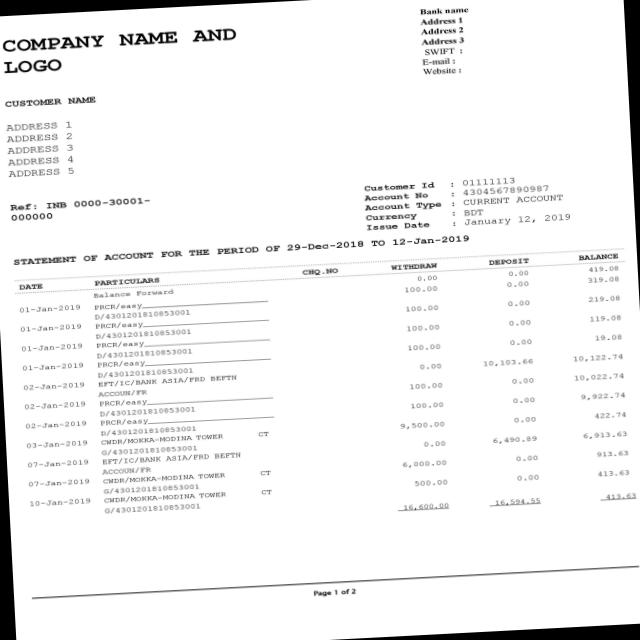 COMPANY NAME AND
LOGO
Bank name
Address 1
Address 2
Address 3
SWIFT :
E-mail :
Website :
CUSTOMER NAME
ADDRESS 1
ADDRESS 2
ADDRESS 3
ADDRESS 4
ADDRESS 5
Ref: INB 0000-30001-
000000
Customer Id : 01111113
Account No : 4304567890987
Account Type : CURRENT ACCOUNT
Currency : BDT
Issue Date : January 12, 2019
STATEMENT OF ACCOUNT FOR THE PERIOD OF 29-Dec-2018 TO 12-Jan-2019
DATE PARTICULARS CHQ.NO WITHDRAW DEPOSIT BALANCE
Balance Forward 0.00 0.00 419.08
01-Jan-2019 PRCR/easy 100.00 0.00 319.08
D/4301201810853001
01-Jan-2019 PRCR/easy 100.00 0.00 219.08
D/4301201810853001
01-Jan-2019 PRCR/easy 100.00 0.00 119.08
D/4301201810853001
01-Jan-2019 PRCR/easy 100.00 0.00 19.08
D/4301201810853001
02-Jan-2019 EFT/IC/BANK ASIA/FRD BEFTN 0.00 10,103.66 10,122.74
ACCOUN/FR
02-Jan-2019 PRCR/easy 100.00 0.00 10,022.74
D/4301201810853001
02-Jan-2019 PRCR/easy 100.00 0.00 9,922.74
D/4301201810853001
03-Jan-2019 CWDR/MOKKA-MODINA TOWER CT 9,500.00 0.00 422.74
G/4301201810853001
07-Jan-2019 EFT/IC/BANK ASIA/FRD BEFTN 0.00 6,490.89 6,913.63
ACCOUN/FR
07-Jan-2019 CWDR/MOKKA-MODINA TOWER CT 6,000.00 0.00 913.63
G/4301201810853001
10-Jan-2019 CWDR/MOKKA-MODINA TOWER CT 500.00 0.00 413.63
G/4301201810853001
16,600.00 16,594.55 413.63
Page 1 of 2